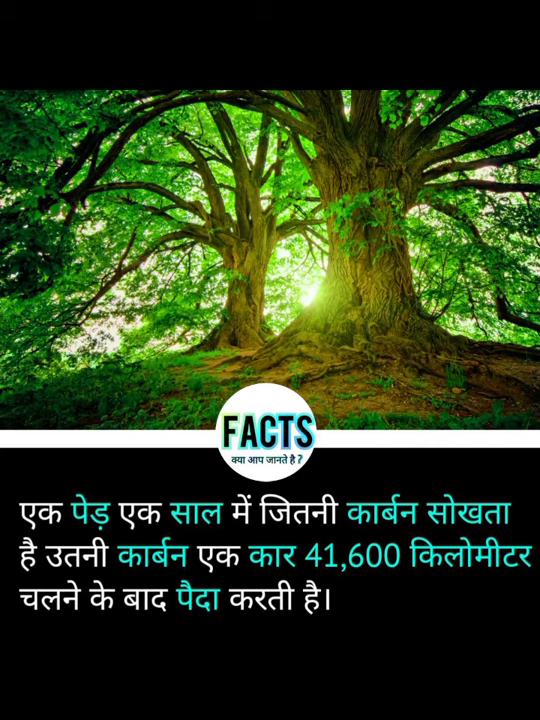 FACTS
क्या आप जानते है ?
एक पेड़ एक साल में जितनी कार्बन सोखता
है उतनी कार्बन एक कार 41,600 किलोमीटर
चलने के बाद पैदा करती है।